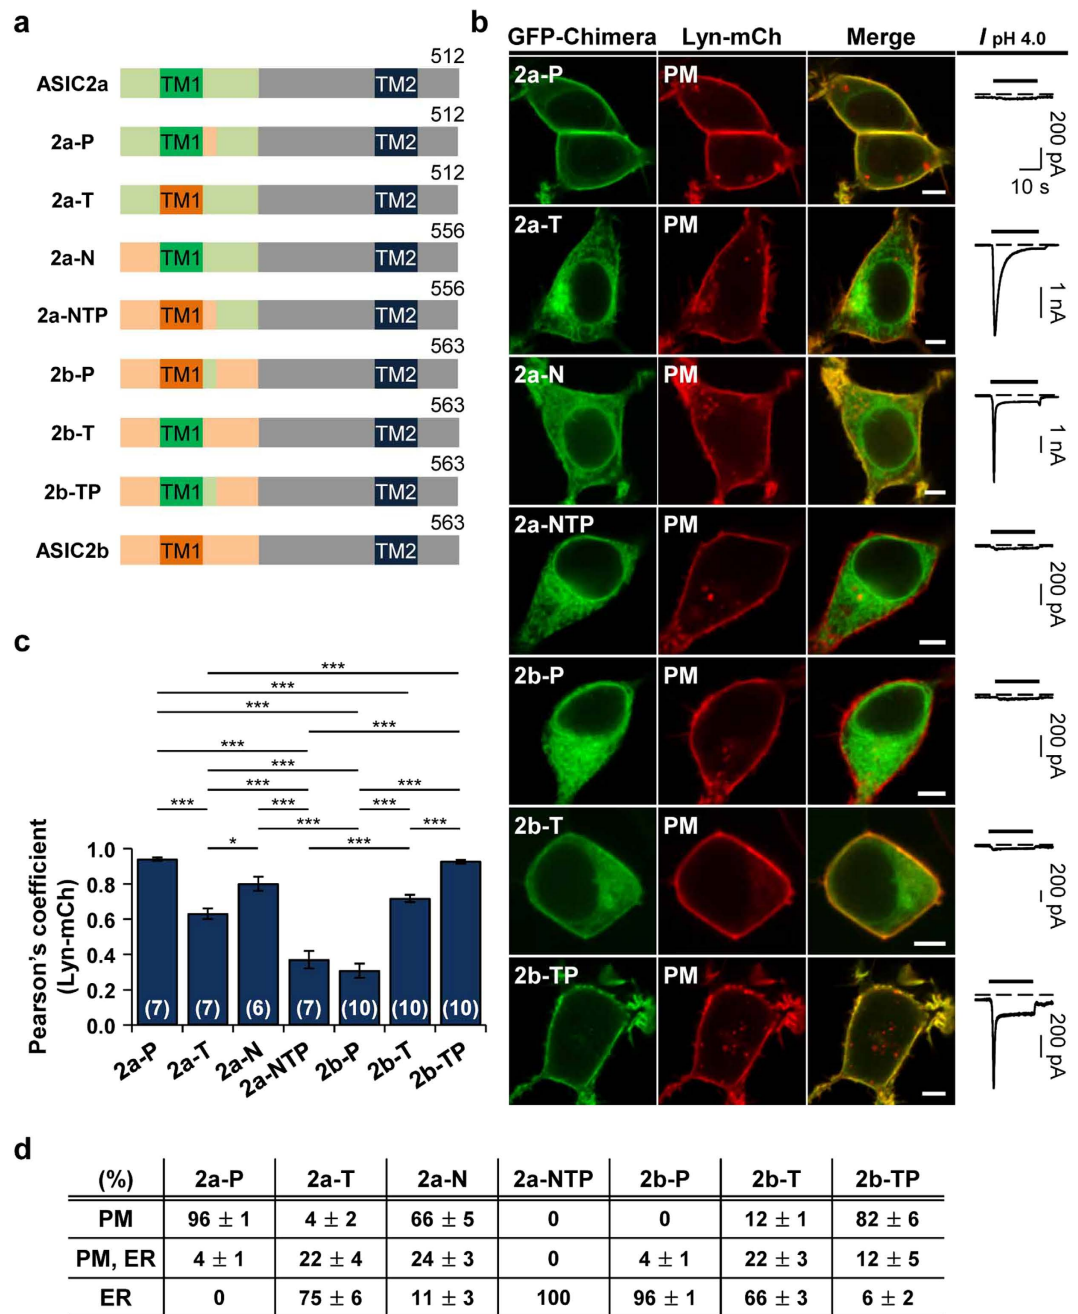 a
512
ASIC2a TM1 TM2
512
2a-P TM1 TM2
512
2a-T TM1 TM2
556
2a-N TM1 TM2
556
2a-NTP TM1 TM2
563
2b-P TM1 TM2
563
2b-T TM1 TM2
563
2b-TP TM1 TM2
563
ASIC2b TM1 TM2
b
GFP-Chimera Lyn-mCh Merge I pH 4.0
2a-P PM
200 pA
10 s
2a-T PM
1 nA
2a-N PM
1 nA
2a-NTP PM
200 pA
2b-P PM
200 pA
2b-T PM
200 pA
2b-TP PM
200 pA
c
***
***
***
***
***
***
***
*** ***
*** *** ***
*** ***
* ***
Pearson's coefficient
(Lyn-mCh)
1.0
0.8
0.6
0.4
0.2
0.0
(7) (7) (6) (7) (10) (10) (10)
2a-P 2a-T 2a-N 2a-NTP 2b-P 2b-T 2b-TP
d
(%) 2a-P 2a-T 2a-N 2a-NTP 2b-P 2b-T 2b-TP
PM 96 ± 1 4 ± 2 66 ± 5 0 0 12 ± 1 82 ± 6
PM, ER 4 ± 1 22 ± 4 24 ± 3 0 4 ± 1 22 ± 3 12 ± 5
ER 0 75 ± 6 11 ± 3 100 96 ± 1 66 ± 3 6 ± 2